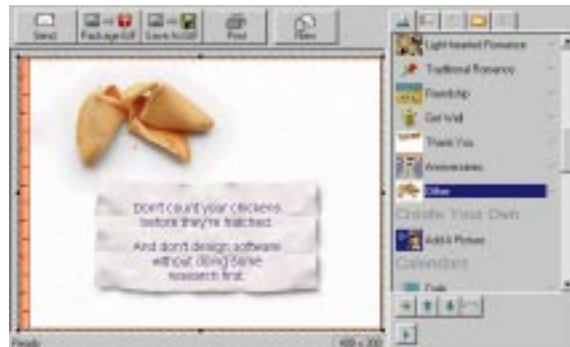 Send
Package Gift
Save As Gift
Print
New
Light-hearted Romance
Traditional Romance
Friendship
Get Well
Thank You
Anniversaries
Other
Create Your Own
Add A Picture
Calendars
Daily
Don't count your chickens
before they're hatched.
And don't design software
without doing some
research first.
Ready